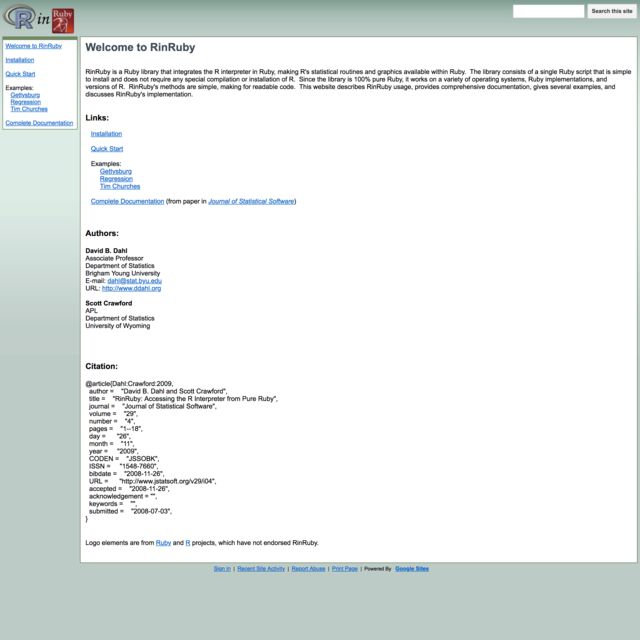 R in Ruby
Search this site
Welcome to RinRuby
Installation
Quick Start
Examples:
Gettysburg
Regression
Tim Churches
Complete Documentation
Welcome to RinRuby
RinRuby is a Ruby library that integrates the R interpreter in Ruby, making R's statistical routines and graphics available within Ruby. The library consists of a single Ruby script that is simple
to install and does not require any special compilation or installation of R. Since the library is 100% pure Ruby, it works on a variety of operating systems, Ruby implementations, and
versions of R. RinRuby's methods are simple, making for readable code. This website describes RinRuby usage, provides comprehensive documentation, gives several examples, and
discusses RinRuby's implementation.
Links:
Installation
Quick Start
Examples:
Gettysburg
Regression
Tim Churches
Complete Documentation (from paper in Journal of Statistical Software)
Authors:
David B. Dahl
Associate Professor
Department of Statistics
Brigham Young University
E-mail: dahl@stat.byu.edu
URL: http://www.ddahl.org
Scott Crawford
APL
Department of Statistics
University of Wyoming
Citation:
@article{Dahl:Crawford:2009,
author = "David B. Dahl and Scott Crawford",
title = "RinRuby: Accessing the R Interpreter from Pure Ruby",
journal = "Journal of Statistical Software",
volume = "29",
number = "4",
pages = "1--18",
day = "26",
month = "11",
year = "2009",
CODEN = "JSSOBK",
ISSN = "1548-7660",
bibdate = "2008-11-26",
URL = "http://www.jstatsoft.org/v29/i04",
accepted = "2008-11-26",
acknowledgement = "",
keywords = "",
submitted = "2008-07-03",
}
Logo elements are from Ruby and R projects, which have not endorsed RinRuby.
Sign in | Recent Site Activity | Report Abuse | Print Page | Powered By Google Sites